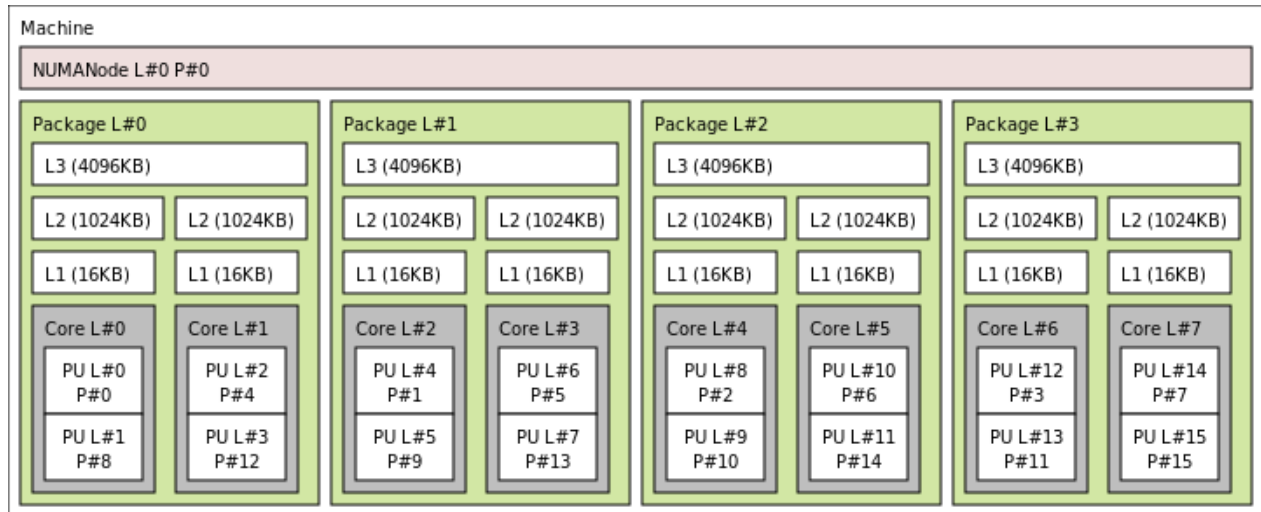 Machine
NUMANode L#0 P#0
Package L#0
L3 (4096KB)
L2 (1024KB) L2 (1024KB)
L1 (16KB) L1 (16KB)
Core L#0 Core L#1
PU L#0 PU L#2
P#0 P#4
PU L#1 PU L#3
P#8 P#12
Package L#1
L3 (4096KB)
L2 (1024KB) L2 (1024KB)
L1 (16KB) L1 (16KB)
Core L#2 Core L#3
PU L#4 PU L#6
P#1 P#5
PU L#5 PU L#7
P#9 P#13
Package L#2
L3 (4096KB)
L2 (1024KB) L2 (1024KB)
L1 (16KB) L1 (16KB)
Core L#4 Core L#5
PU L#8 PU L#10
P#2 P#6
PU L#9 PU L#11
P#10 P#14
Package L#3
L3 (4096KB)
L2 (1024KB) L2 (1024KB)
L1 (16KB) L1 (16KB)
Core L#6 Core L#7
PU L#12 PU L#14
P#3 P#7
PU L#13 PU L#15
P#11 P#15